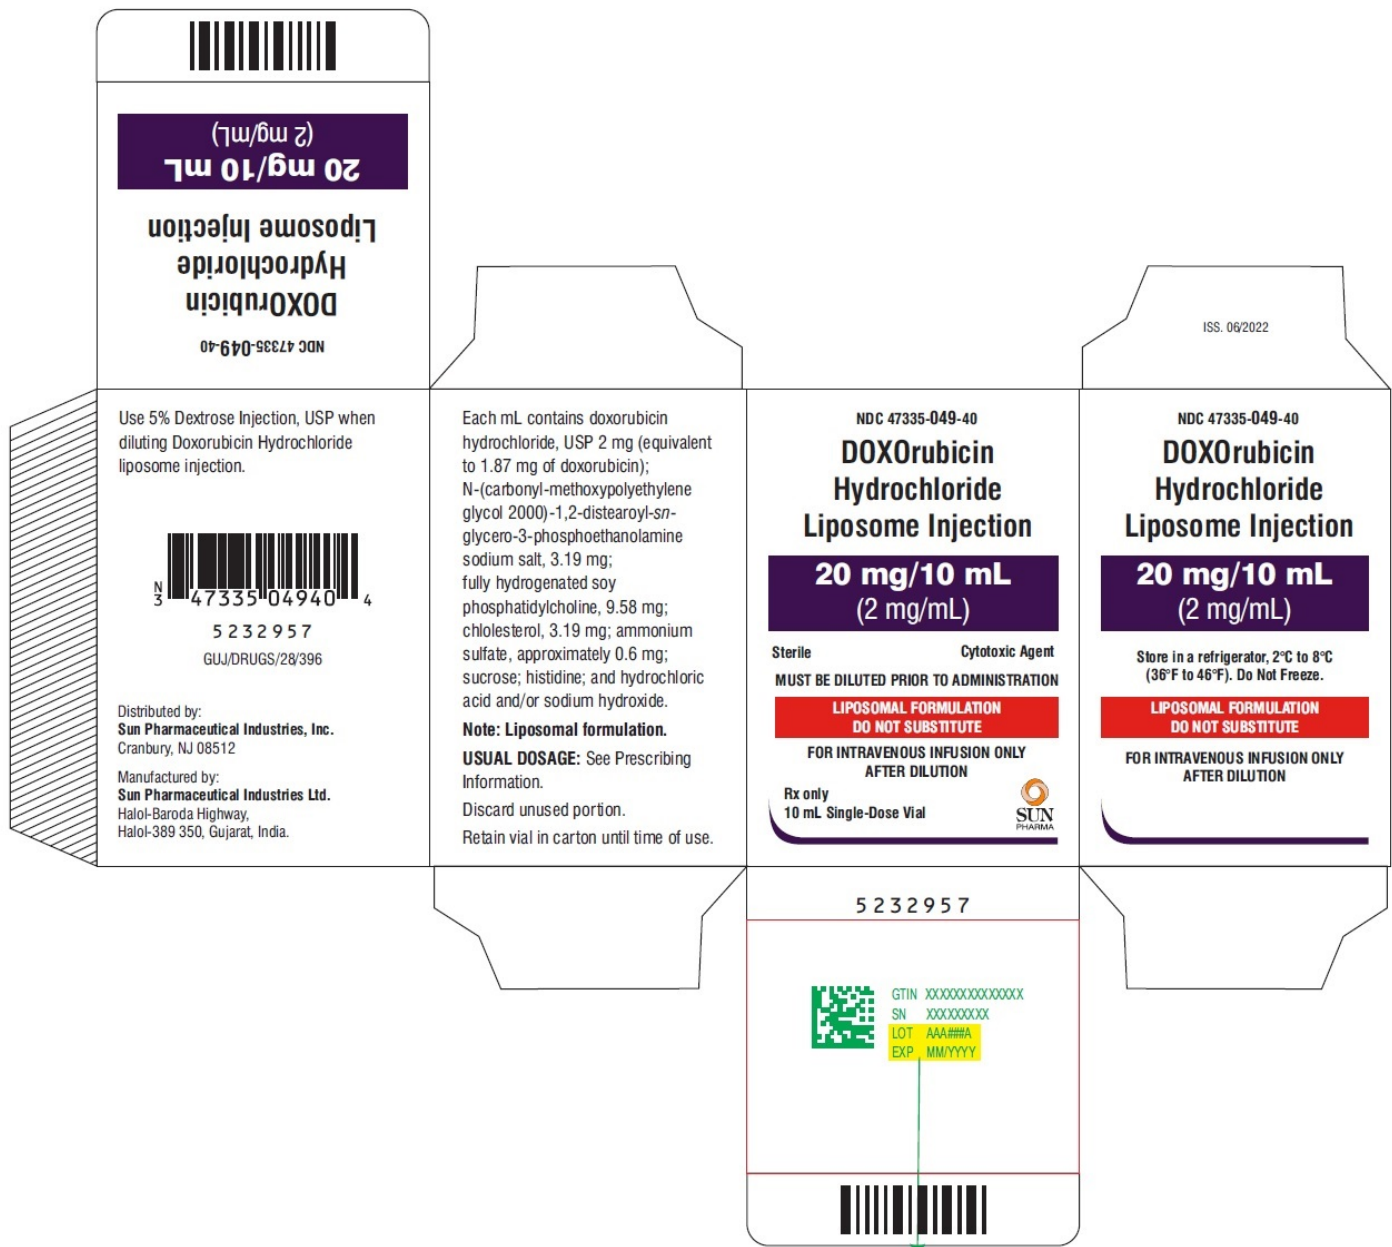 20 mg/10 mL
(2 mg/mL)
DOXOrubicin
Hydrochloride
Liposome Injection
NDC 47335-049-40
Use 5% Dextrose Injection, USP when
diluting Doxorubicin Hydrochloride
liposome injection.
N
3 47335 04940 4
5232957
GUJ/DRUGS/28/396
Distributed by:
Sun Pharmaceutical Industries, Inc.
Cranbury, NJ 08512
Manufactured by:
Sun Pharmaceutical Industries Ltd.
Halol-Baroda Highway,
Halol-389 350, Gujarat, India.
Each mL contains doxorubicin
hydrochloride, USP 2 mg (equivalent
to 1.87 mg of doxorubicin);
N-(carbonyl-methoxypolyethylene
glycol 2000)-1,2-distearoyl-sn-
glycero-3-phosphoethanolamine
sodium salt, 3.19 mg;
fully hydrogenated soy
phosphatidylcholine, 9.58 mg;
chlolesterol, 3.19 mg; ammonium
sulfate, approximately 0.6 mg;
sucrose; histidine; and hydrochloric
acid and/or sodium hydroxide.
Note: Liposomal formulation.
USUAL DOSAGE: See Prescribing
Information.
Discard unused portion.
Retain vial in carton until time of use.
NDC 47335-049-40
DOXOrubicin
Hydrochloride
Liposome Injection
20 mg/10 mL
(2 mg/mL)
Sterile Cytotoxic Agent
MUST BE DILUTED PRIOR TO ADMINISTRATION
LIPOSOMAL FORMULATION
DO NOT SUBSTITUTE
FOR INTRAVENOUS INFUSION ONLY
AFTER DILUTION
Rx only
10 mL Single-Dose Vial
SUN
PHARMA
ISS. 06/2022
NDC 47335-049-40
DOXOrubicin
Hydrochloride
Liposome Injection
20 mg/10 mL
(2 mg/mL)
Store in a refrigerator, 2°C to 8°C
(36°F to 46°F). Do Not Freeze.
LIPOSOMAL FORMULATION
DO NOT SUBSTITUTE
FOR INTRAVENOUS INFUSION ONLY
AFTER DILUTION
5232957
GTIN XXXXXXXXXXXXXX
SN XXXXXXXXX
LOT AAA###A
EXP MM/YYYY